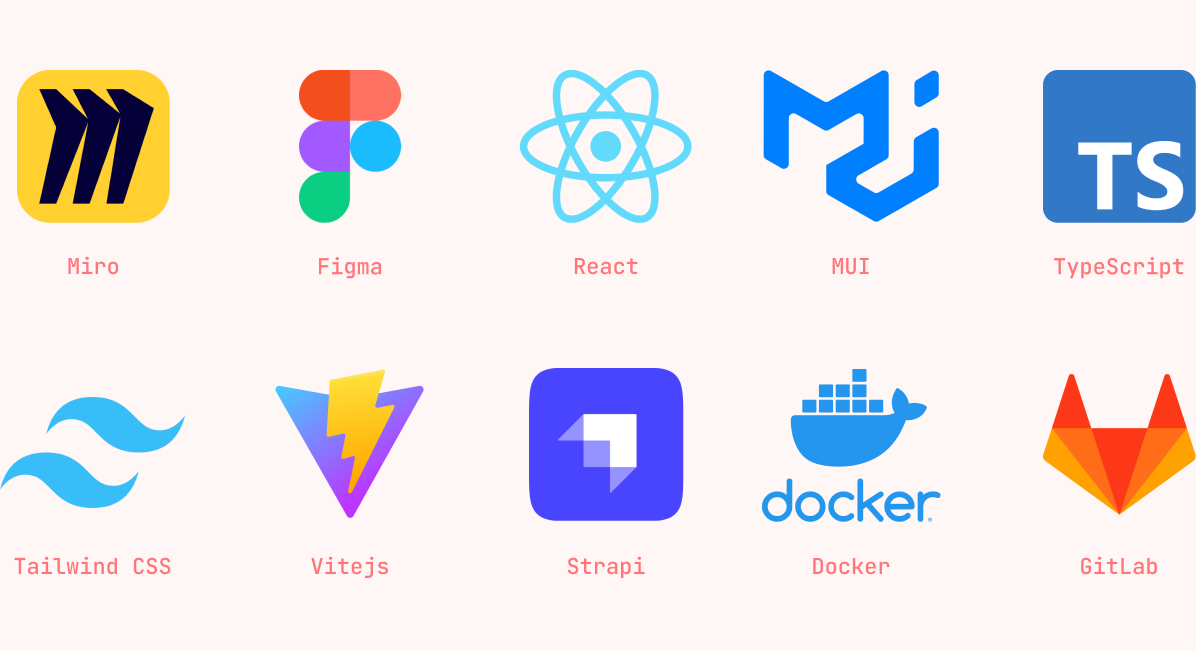 TS
Miro
Figma
React
MUI
TypeScript
docker
Tailwind CSS
Vitejs
Strapi
Docker
GitLab